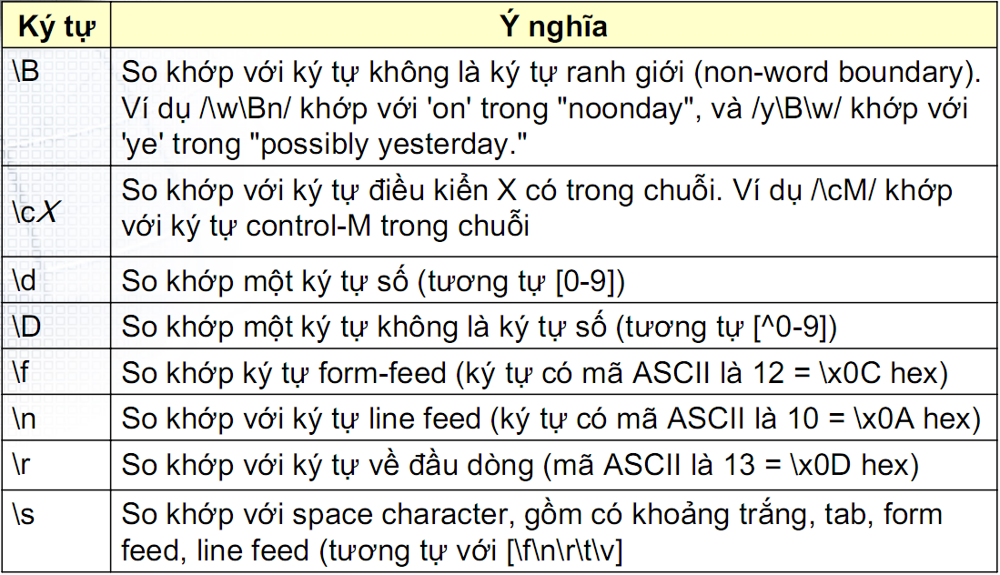 Ký tự Ý nghĩa
\B So khớp với ký tự không là ký tự ranh giới (non-word boundary).
Ví dụ /\w\Bn/ khớp với 'on' trong "noonday", và /y\B\w/ khớp với
'ye' trong "possibly yesterday."
\cX So khớp với ký tự điều kiển X có trong chuỗi. Ví dụ /\cM/ khớp
với ký tự control-M trong chuỗi
\d So khớp một ký tự số (tương tự [0-9])
\D So khớp một ký tự không là ký tự số (tương tự [^0-9])
\f So khớp ký tự form-feed (ký tự có mã ASCII là 12 = \x0C hex)
\n So khớp với ký tự line feed (ký tự có mã ASCII là 10 = \x0A hex)
\r So khớp với ký tự về đầu dòng (mã ASCII là 13 = \x0D hex)
\s So khớp với space character, gồm có khoảng trắng, tab, form
feed, line feed (tương tự với [\f\n\r\t\v]